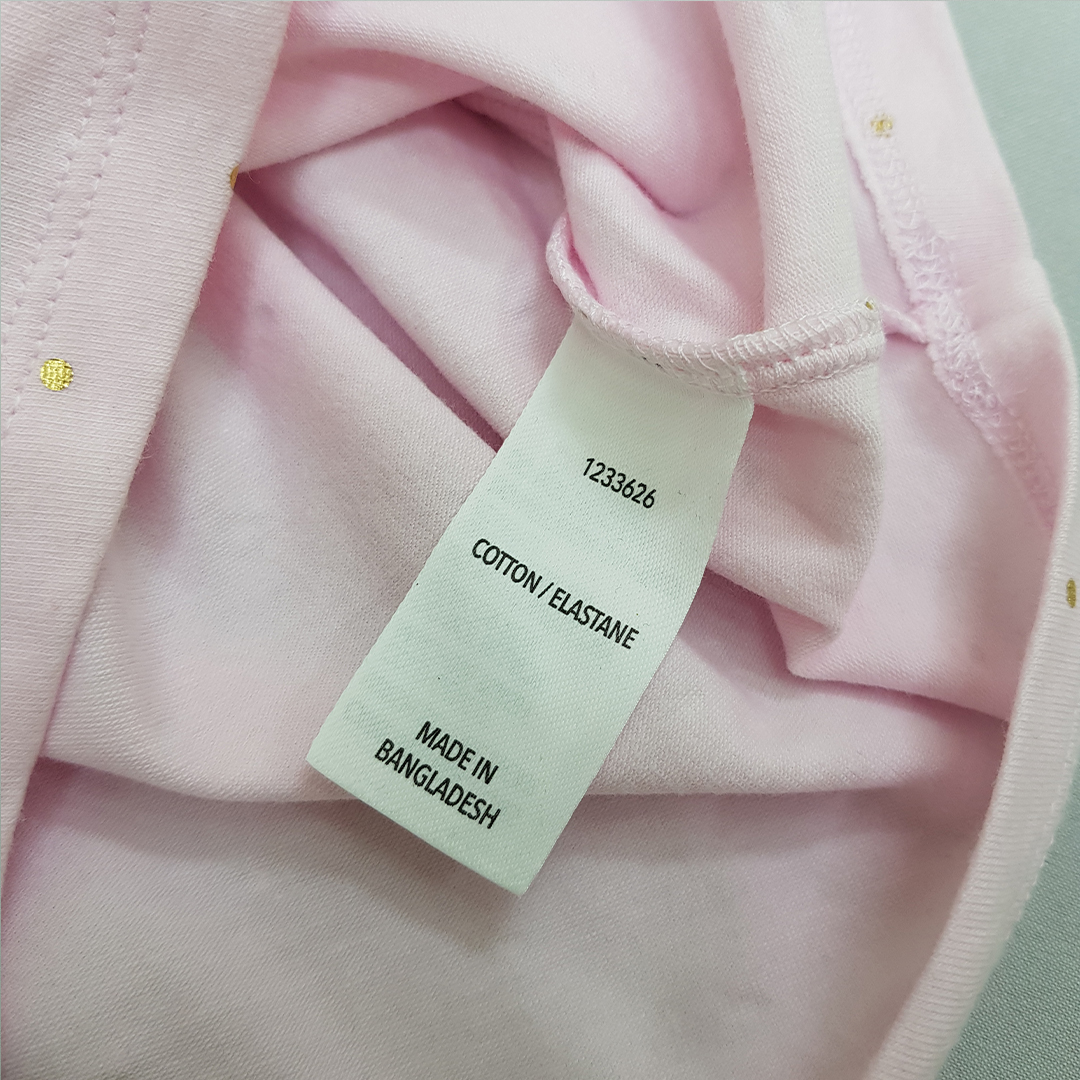 1233626
COTTON / ELASTANE
MADE IN
BANGLADESH